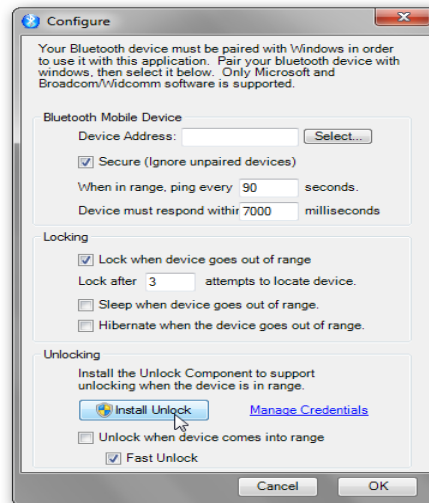 Configure
Your Bluetooth device must be paired with Windows in order
to use it with this application. Pair your bluetooth device with
windows, then select it below. Only Microsoft and
Broadcom/Widcomm software is supported.
Bluetooth Mobile Device
Device Address: Select...
Secure (Ignore unpaired devices)
When in range, ping every 90 seconds.
Device must respond within 7000 milliseconds
Locking
Lock when device goes out of range
Lock after 3 attempts to locate device.
Sleep when device goes out of range.
Hibernate when the device goes out of range.
Unlocking
Install the Unlock Component to support
unlocking when the device is in range.
Install Unlock Manage Credentials
Unlock when device comes into range
Fast Unlock
Cancel OK